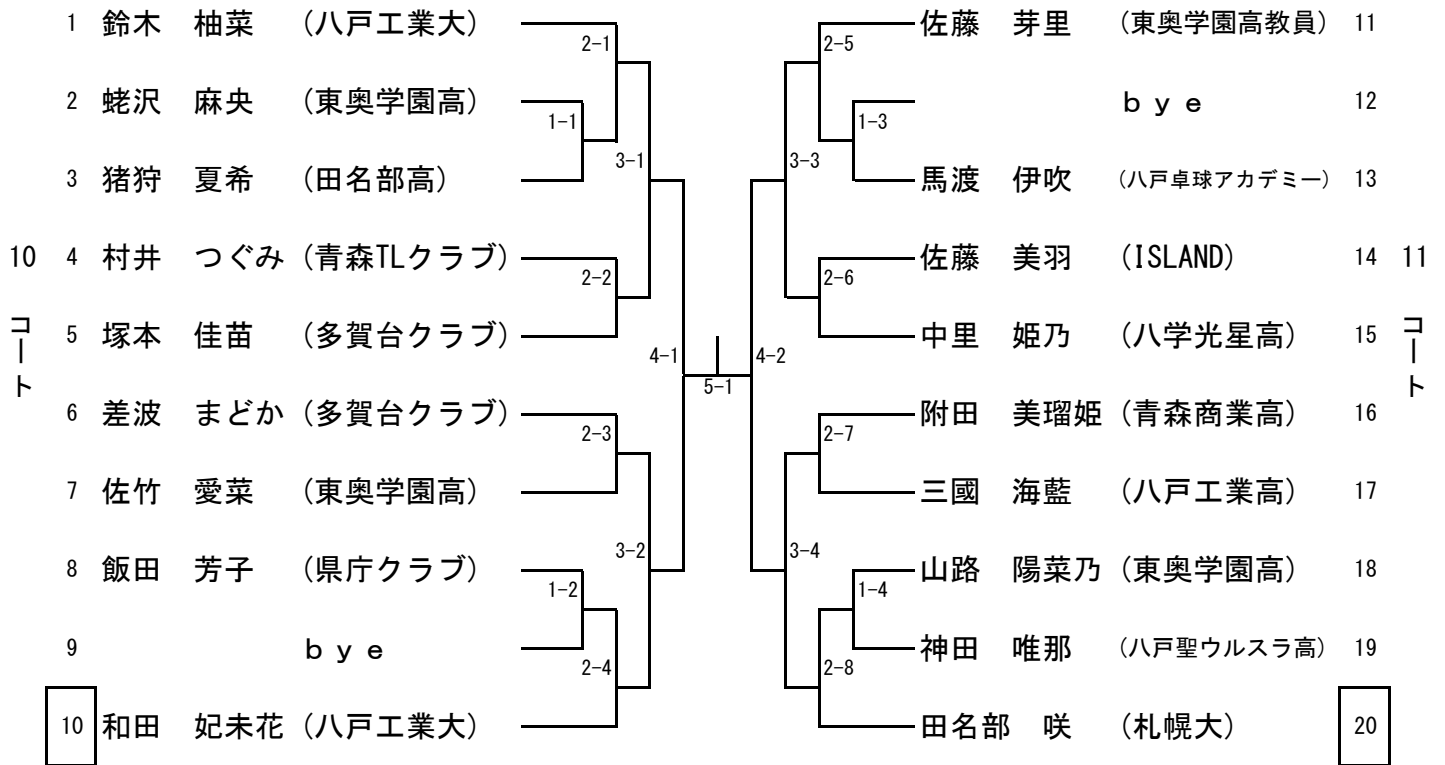 1 鈴木 柚菜 (八戸工業大)
2-1
2 蛯沢 麻央 (東奥学園高)
1-1
3-1
3 猪狩 夏希 (田名部高)
10 コート
4 村井 つぐみ (青森TLクラブ)
2-2
5 塚本 佳苗 (多賀台クラブ)
4-1
6 差波 まどか (多賀台クラブ)
2-3
7 佐竹 愛菜 (東奥学園高)
3-2
8 飯田 芳子 (県庁クラブ)
1-2
9 bye
2-4
10 和田 妃未花 (八戸工業大)
5-1
佐藤 芽里 (東奥学園高教員) 11
2-5
bye 12
1-3
3-3
馬渡 伊吹 (八戸卓球アカデミー) 13
佐藤 美羽 (ISLAND) 14
11 コート
2-6
中里 姫乃 (八学光星高) 15
4-2
附田 美瑠姫 (青森商業高) 16
2-7
三國 海藍 (八戸工業高) 17
3-4
山路 陽菜乃 (東奥学園高) 18
1-4
神田 唯那 (八戸聖ウルスラ高) 19
2-8
田名部 咲 (札幌大) 20